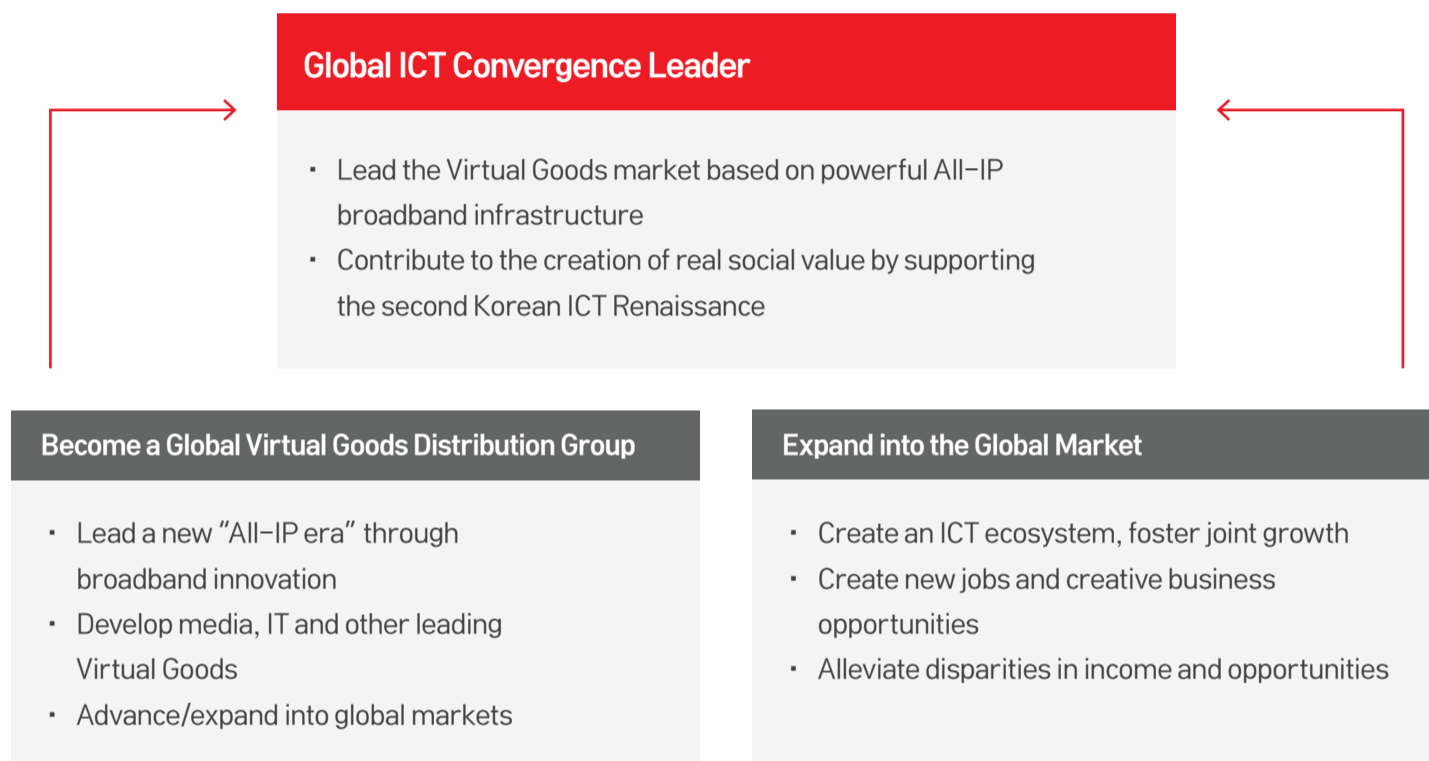 Global ICT Convergence Leader
· Lead the Virtual Goods market based on powerful All-IP
broadband infrastructure
· Contribute to the creation of real social value by supporting
the second Korean ICT Renaissance
Become a Global Virtual Goods Distribution Group
· Lead a new “All-IP era” through
broadband innovation
· Develop media, IT and other leading
Virtual Goods
· Advance/expand into global markets
Expand into the Global Market
· Create an ICT ecosystem, foster joint growth
· Create new jobs and creative business
opportunities
· Alleviate disparities in income and opportunities